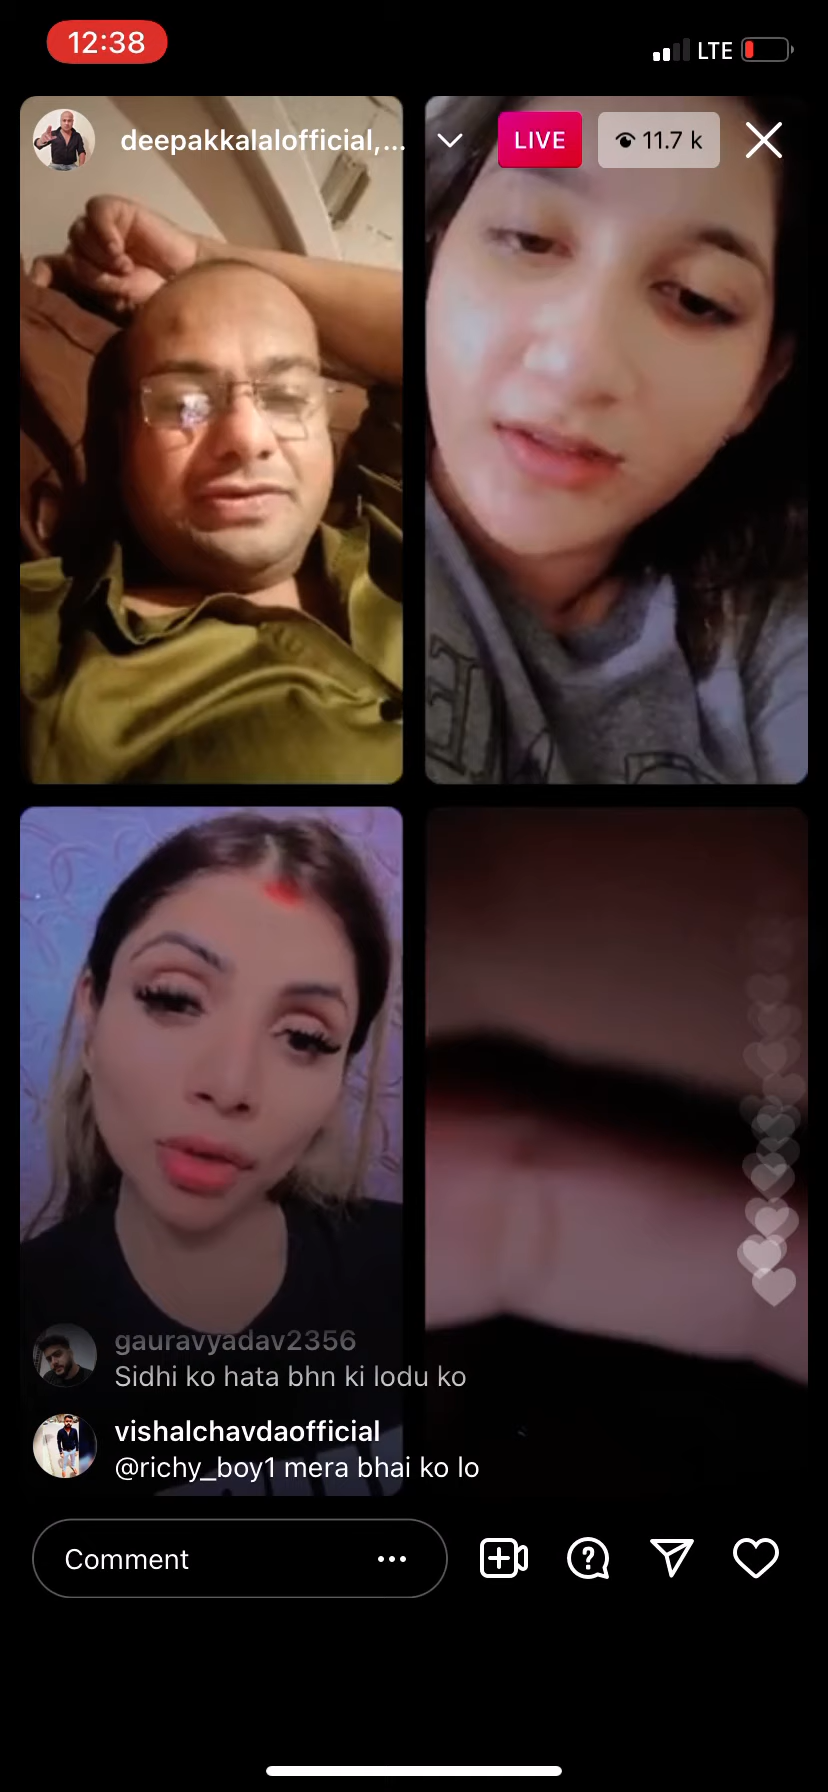 12:38
LTE
deepakkalalofficial,...
LIVE
11.7 k
gauravyadav2356
Sidhi ko hata bhn ki lodu ko
vishalchavdaofficial
@richy_boy1 mera bhai ko lo
Comment